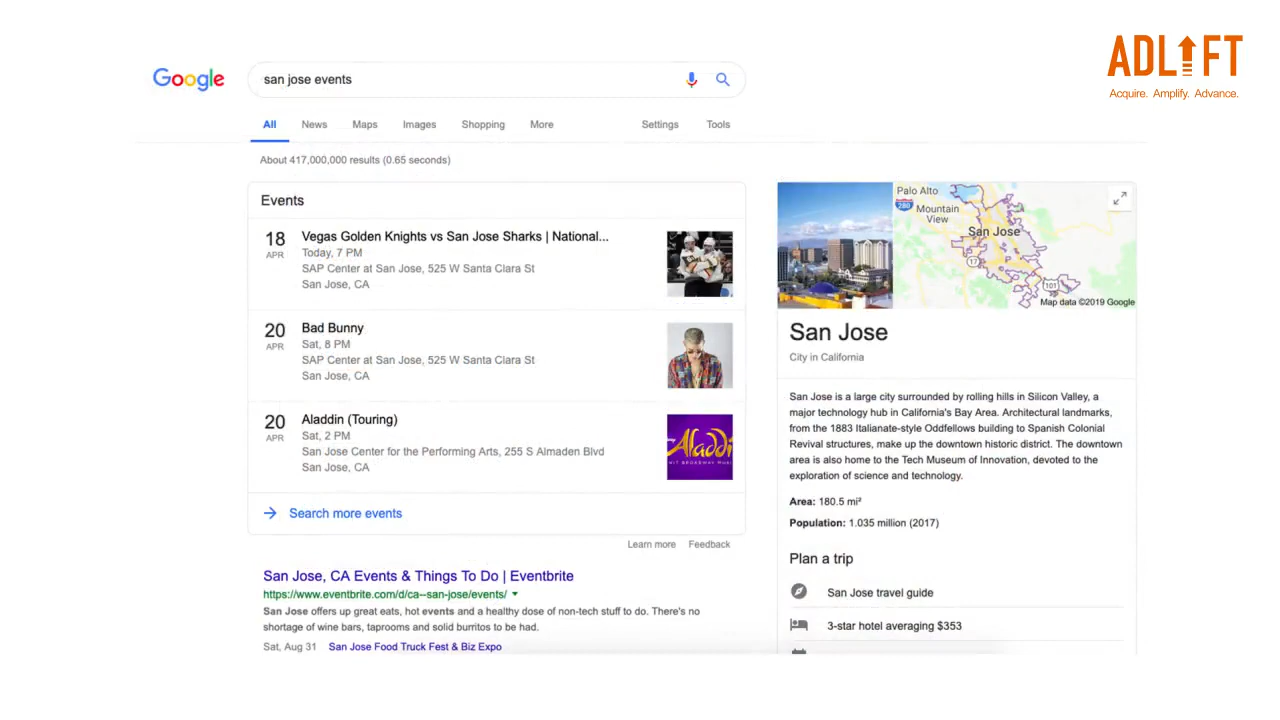 ADLIFT
Acquire. Amplify. Advance.
Google
san jose events
All News Maps Images Shopping More Settings Tools
About 417,000,000 results (0.65 seconds)
Events
18
APR
Vegas Golden Knights vs San Jose Sharks | National...
Today, 7 PM
SAP Center at San Jose, 525 W Santa Clara St
San Jose, CA
20
APR
Bad Bunny
Sat, 8 PM
SAP Center at San Jose, 525 W Santa Clara St
San Jose, CA
20
APR
Aladdin (Touring)
Sat, 2 PM
San Jose Center for the Performing Arts, 255 S Almaden Blvd
San Jose, CA
Aladdi
Search more events
Learn more Feedback
San Jose, CA Events & Things To Do | Eventbrite
https://www.eventbrite.com/d/ca--san-jose/events/
San Jose offers up great eats, hot events and a healthy dose of non-tech stuff to do. There's no
shortage of wine bars, taprooms and solid burritos to be had.
Sat, Aug 31 San Jose Food Truck Fest & Biz Expo
Palo Alto
280
Mountain
View
San Jose
17
101
Map data ©2019 Google
San Jose
City in California
San Jose is a large city surrounded by rolling hills in Silicon Valley, a
major technology hub in California's Bay Area. Architectural landmarks,
from the 1883 Italianate-style Oddfellows building to Spanish Colonial
Revival structures, make up the downtown historic district. The downtown
area is also home to the Tech Museum of Innovation, devoted to the
exploration of science and technology.
Area: 180.5 mi²
Population: 1.035 million (2017)
Plan a trip
San Jose travel guide
3-star hotel averaging $353